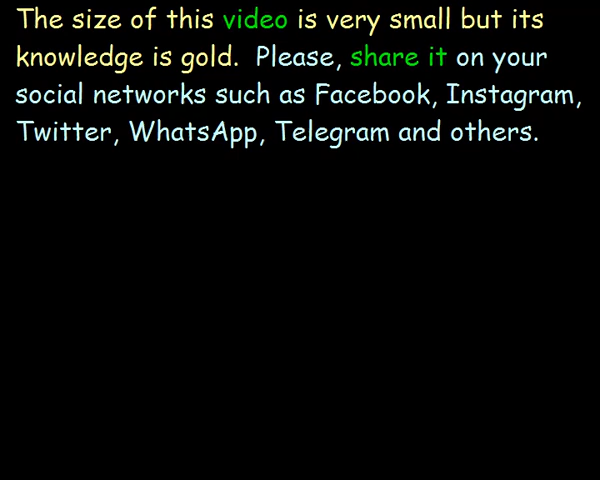 The size of this video is very small but its
knowledge is gold.  Please, share it on your
social networks such as Facebook, Instagram,
Twitter, WhatsApp, Telegram and others.